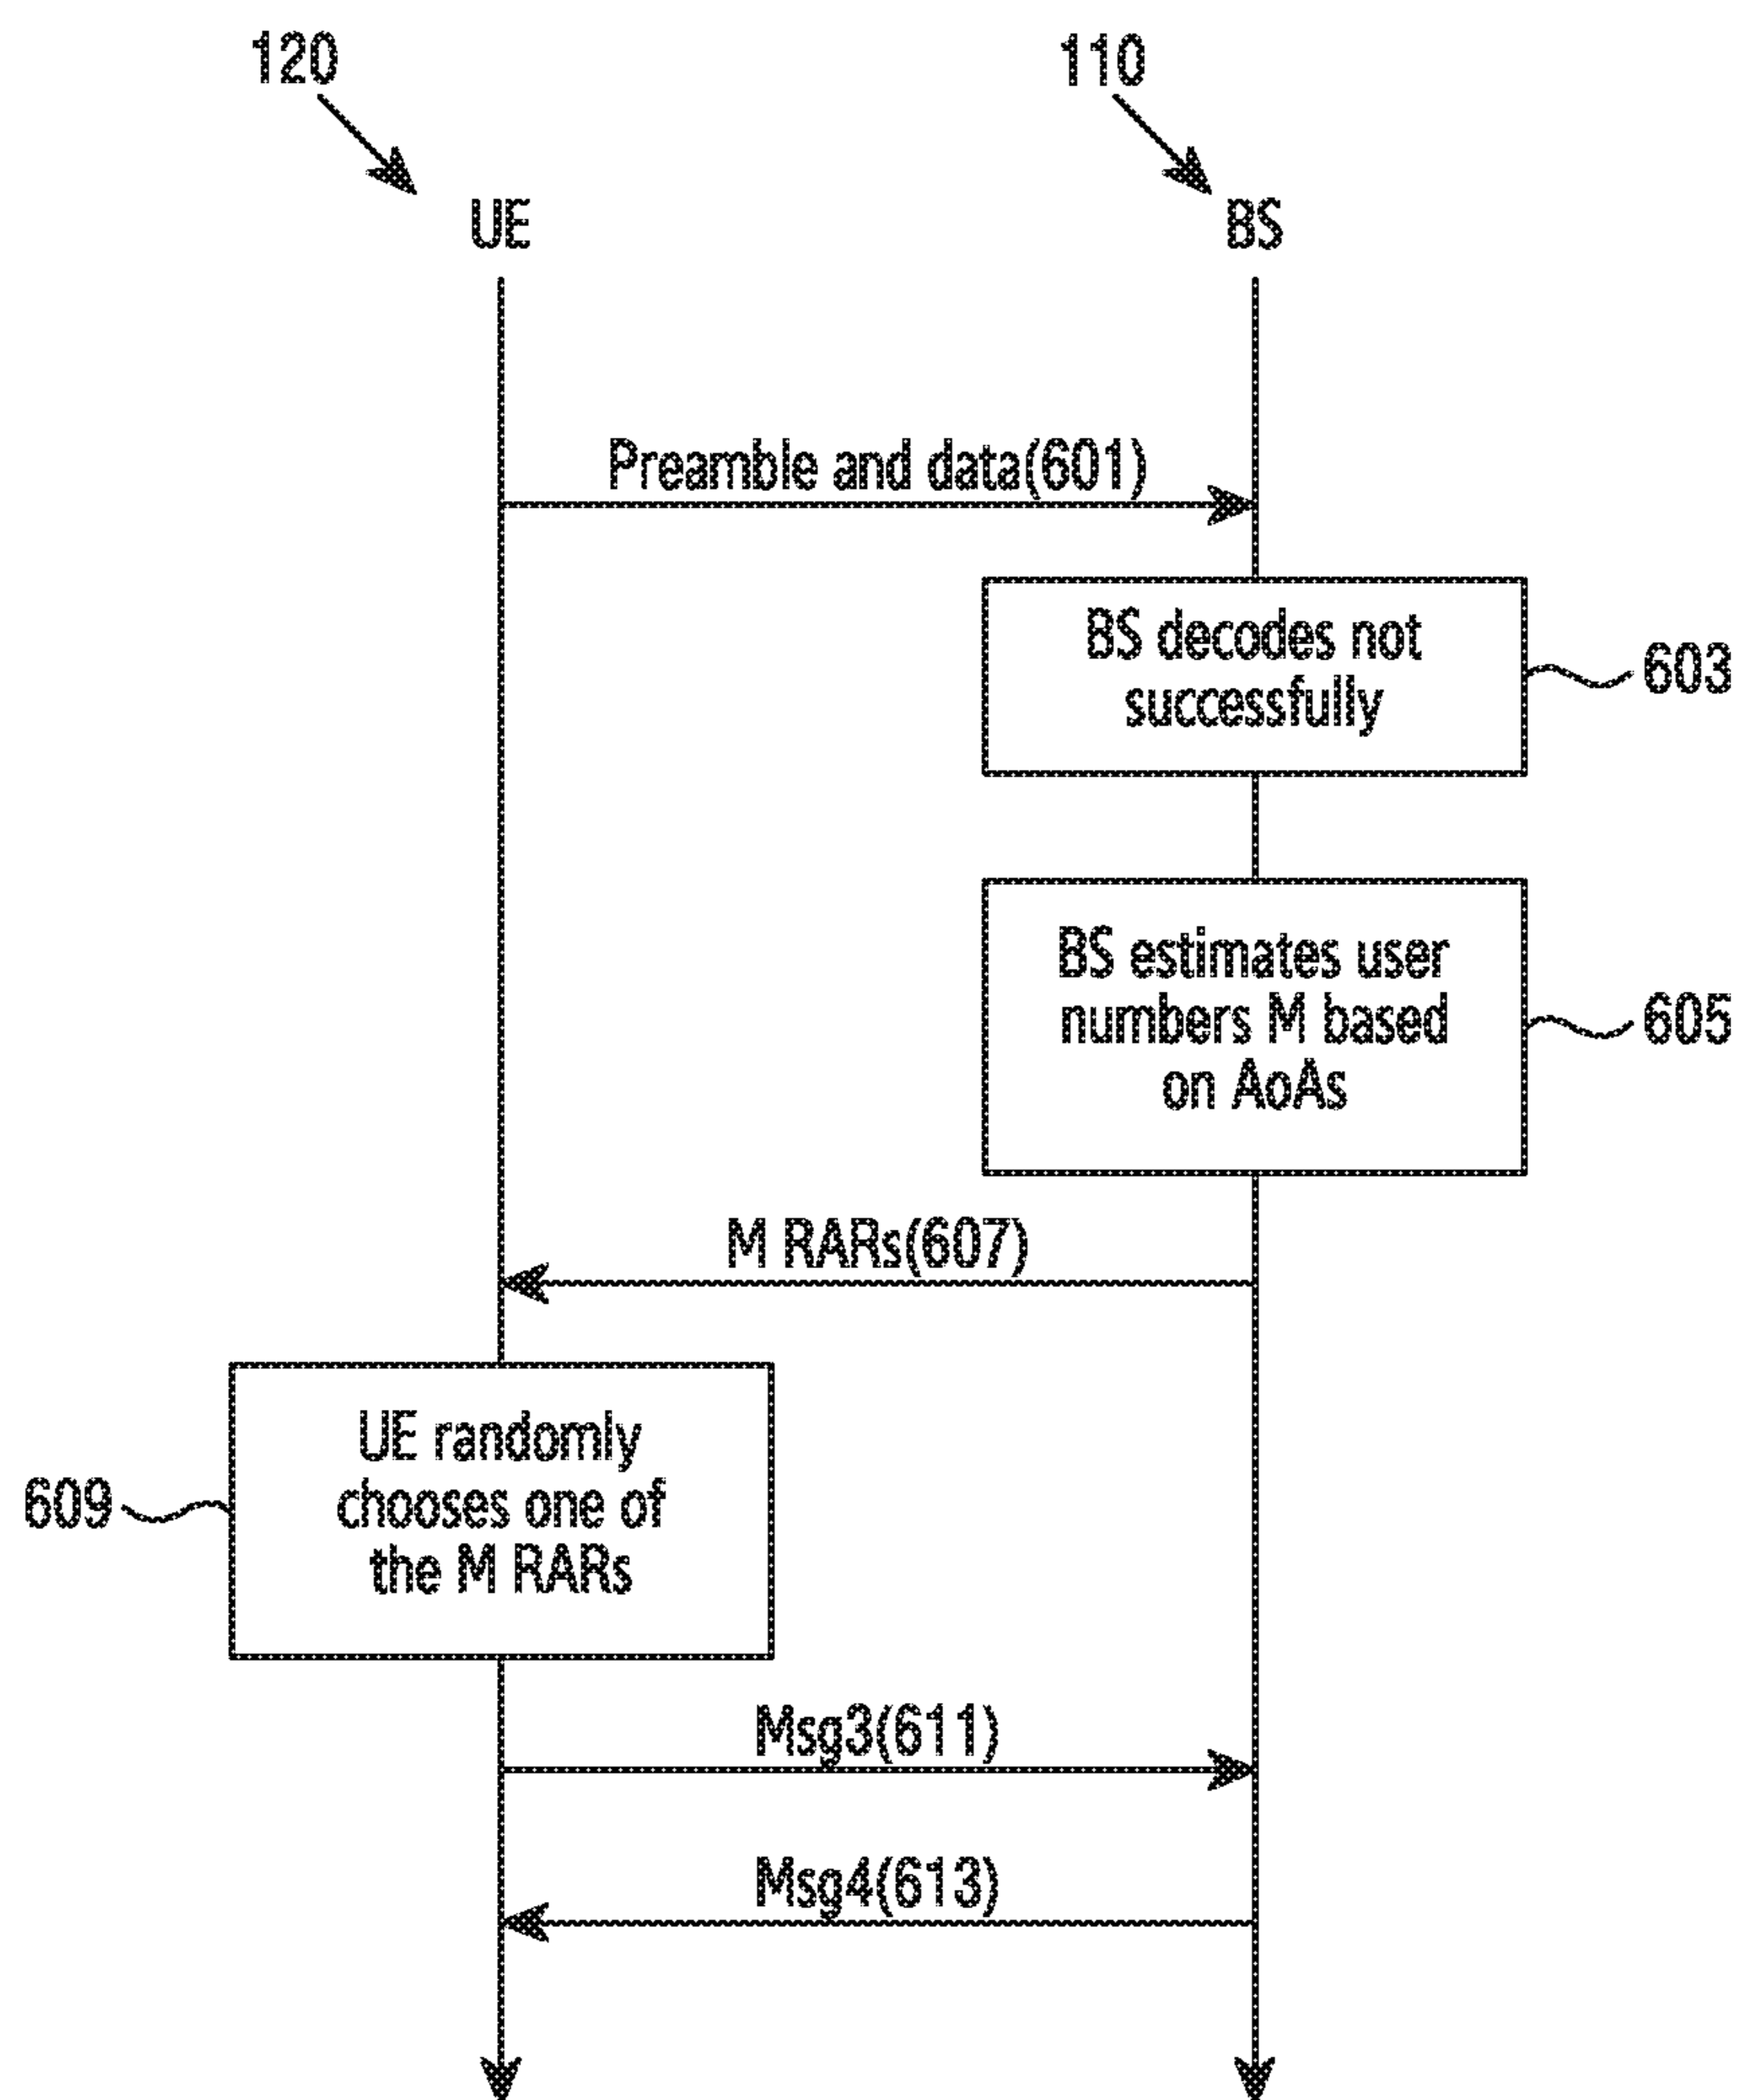 120
110
UE
BS
Preamble and data(601)
BS decodes not
successfully
603
BS estimates user
numbers M based
on AoAs
605
M RARs(607)
UE randomly
chooses one of
the M RARs
609
Msg3(611)
Msg4(613)